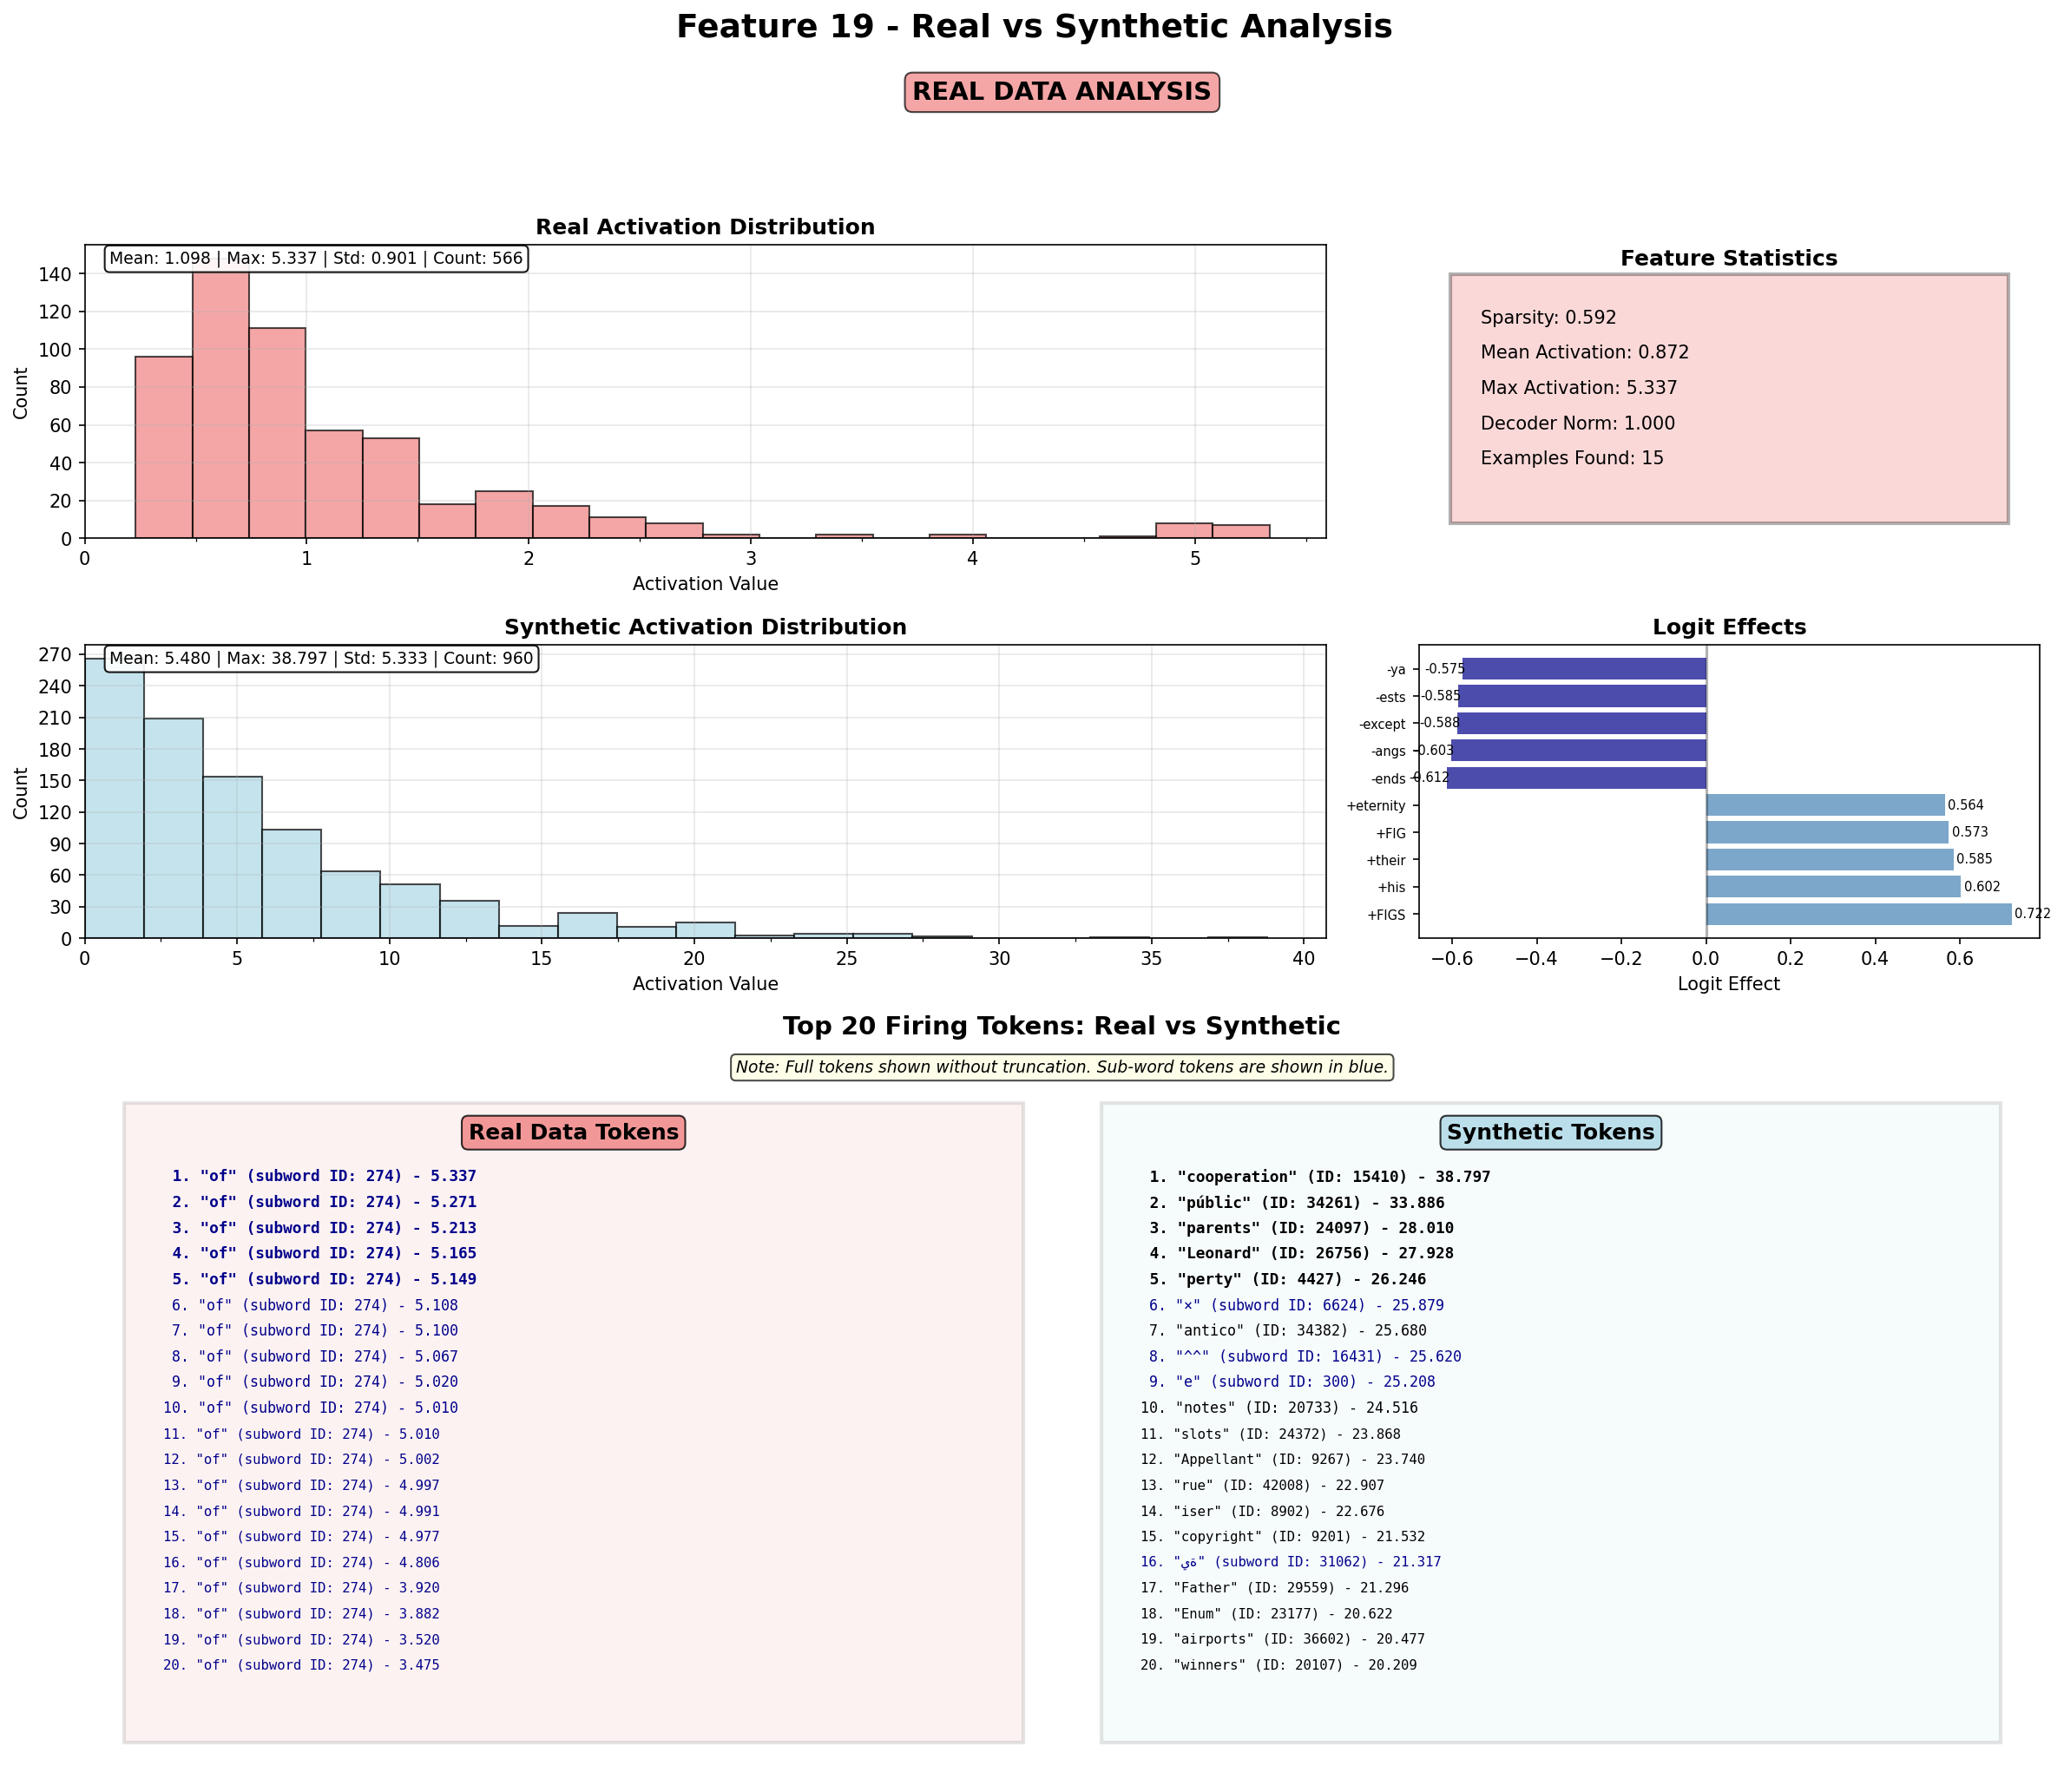 Feature 19 - Real vs Synthetic Analysis
REAL DATA ANALYSIS
Real Activation Distribution
Mean: 1.098 | Max: 5.337 | Std: 0.901 | Count: 566
140
120
100
80
60
40
20
0
Count
0 1 2 3 4 5
Activation Value
Feature Statistics
Sparsity: 0.592
Mean Activation: 0.872
Max Activation: 5.337
Decoder Norm: 1.000
Examples Found: 15
Synthetic Activation Distribution
Mean: 5.480 | Max: 38.797 | Std: 5.333 | Count: 960
270
240
210
180
150
120
90
60
30
0
Count
0 5 10 15 20 25 30 35 40
Activation Value
Logit Effects
-ya -0.575
-ests -0.585
-except -0.588
-angs -0.603
-ends -0.612
+eternity 0.564
+FIG 0.573
+their 0.585
+his 0.602
+FIGS 0.722
−0.6 −0.4 −0.2 0.0 0.2 0.4 0.6
Logit Effect
Top 20 Firing Tokens: Real vs Synthetic
Note: Full tokens shown without truncation. Sub-word tokens are shown in blue.
Real Data Tokens
1. "of" (subword ID: 274) - 5.337
2. "of" (subword ID: 274) - 5.271
3. "of" (subword ID: 274) - 5.213
4. "of" (subword ID: 274) - 5.165
5. "of" (subword ID: 274) - 5.149
6. "of" (subword ID: 274) - 5.108
7. "of" (subword ID: 274) - 5.100
8. "of" (subword ID: 274) - 5.067
9. "of" (subword ID: 274) - 5.020
10. "of" (subword ID: 274) - 5.010
11. "of" (subword ID: 274) - 5.010
12. "of" (subword ID: 274) - 5.002
13. "of" (subword ID: 274) - 4.997
14. "of" (subword ID: 274) - 4.991
15. "of" (subword ID: 274) - 4.977
16. "of" (subword ID: 274) - 4.806
17. "of" (subword ID: 274) - 3.920
18. "of" (subword ID: 274) - 3.882
19. "of" (subword ID: 274) - 3.520
20. "of" (subword ID: 274) - 3.475
Synthetic Tokens
1. "cooperation" (ID: 15410) - 38.797
2. "públic" (ID: 34261) - 33.886
3. "parents" (ID: 24097) - 28.010
4. "Leonard" (ID: 26756) - 27.928
5. "perty" (ID: 4427) - 26.246
6. "×" (subword ID: 6624) - 25.879
7. "antico" (ID: 34382) - 25.680
8. "^^" (subword ID: 16431) - 25.620
9. "e" (subword ID: 300) - 25.208
10. "notes" (ID: 20733) - 24.516
11. "slots" (ID: 24372) - 23.868
12. "Appellant" (ID: 9267) - 23.740
13. "rue" (ID: 42008) - 22.907
14. "iser" (ID: 8902) - 22.676
15. "copyright" (ID: 9201) - 21.532
16. "ية" (subword ID: 31062) - 21.317
17. "Father" (ID: 29559) - 21.296
18. "Enum" (ID: 23177) - 20.622
19. "airports" (ID: 36602) - 20.477
20. "winners" (ID: 20107) - 20.209